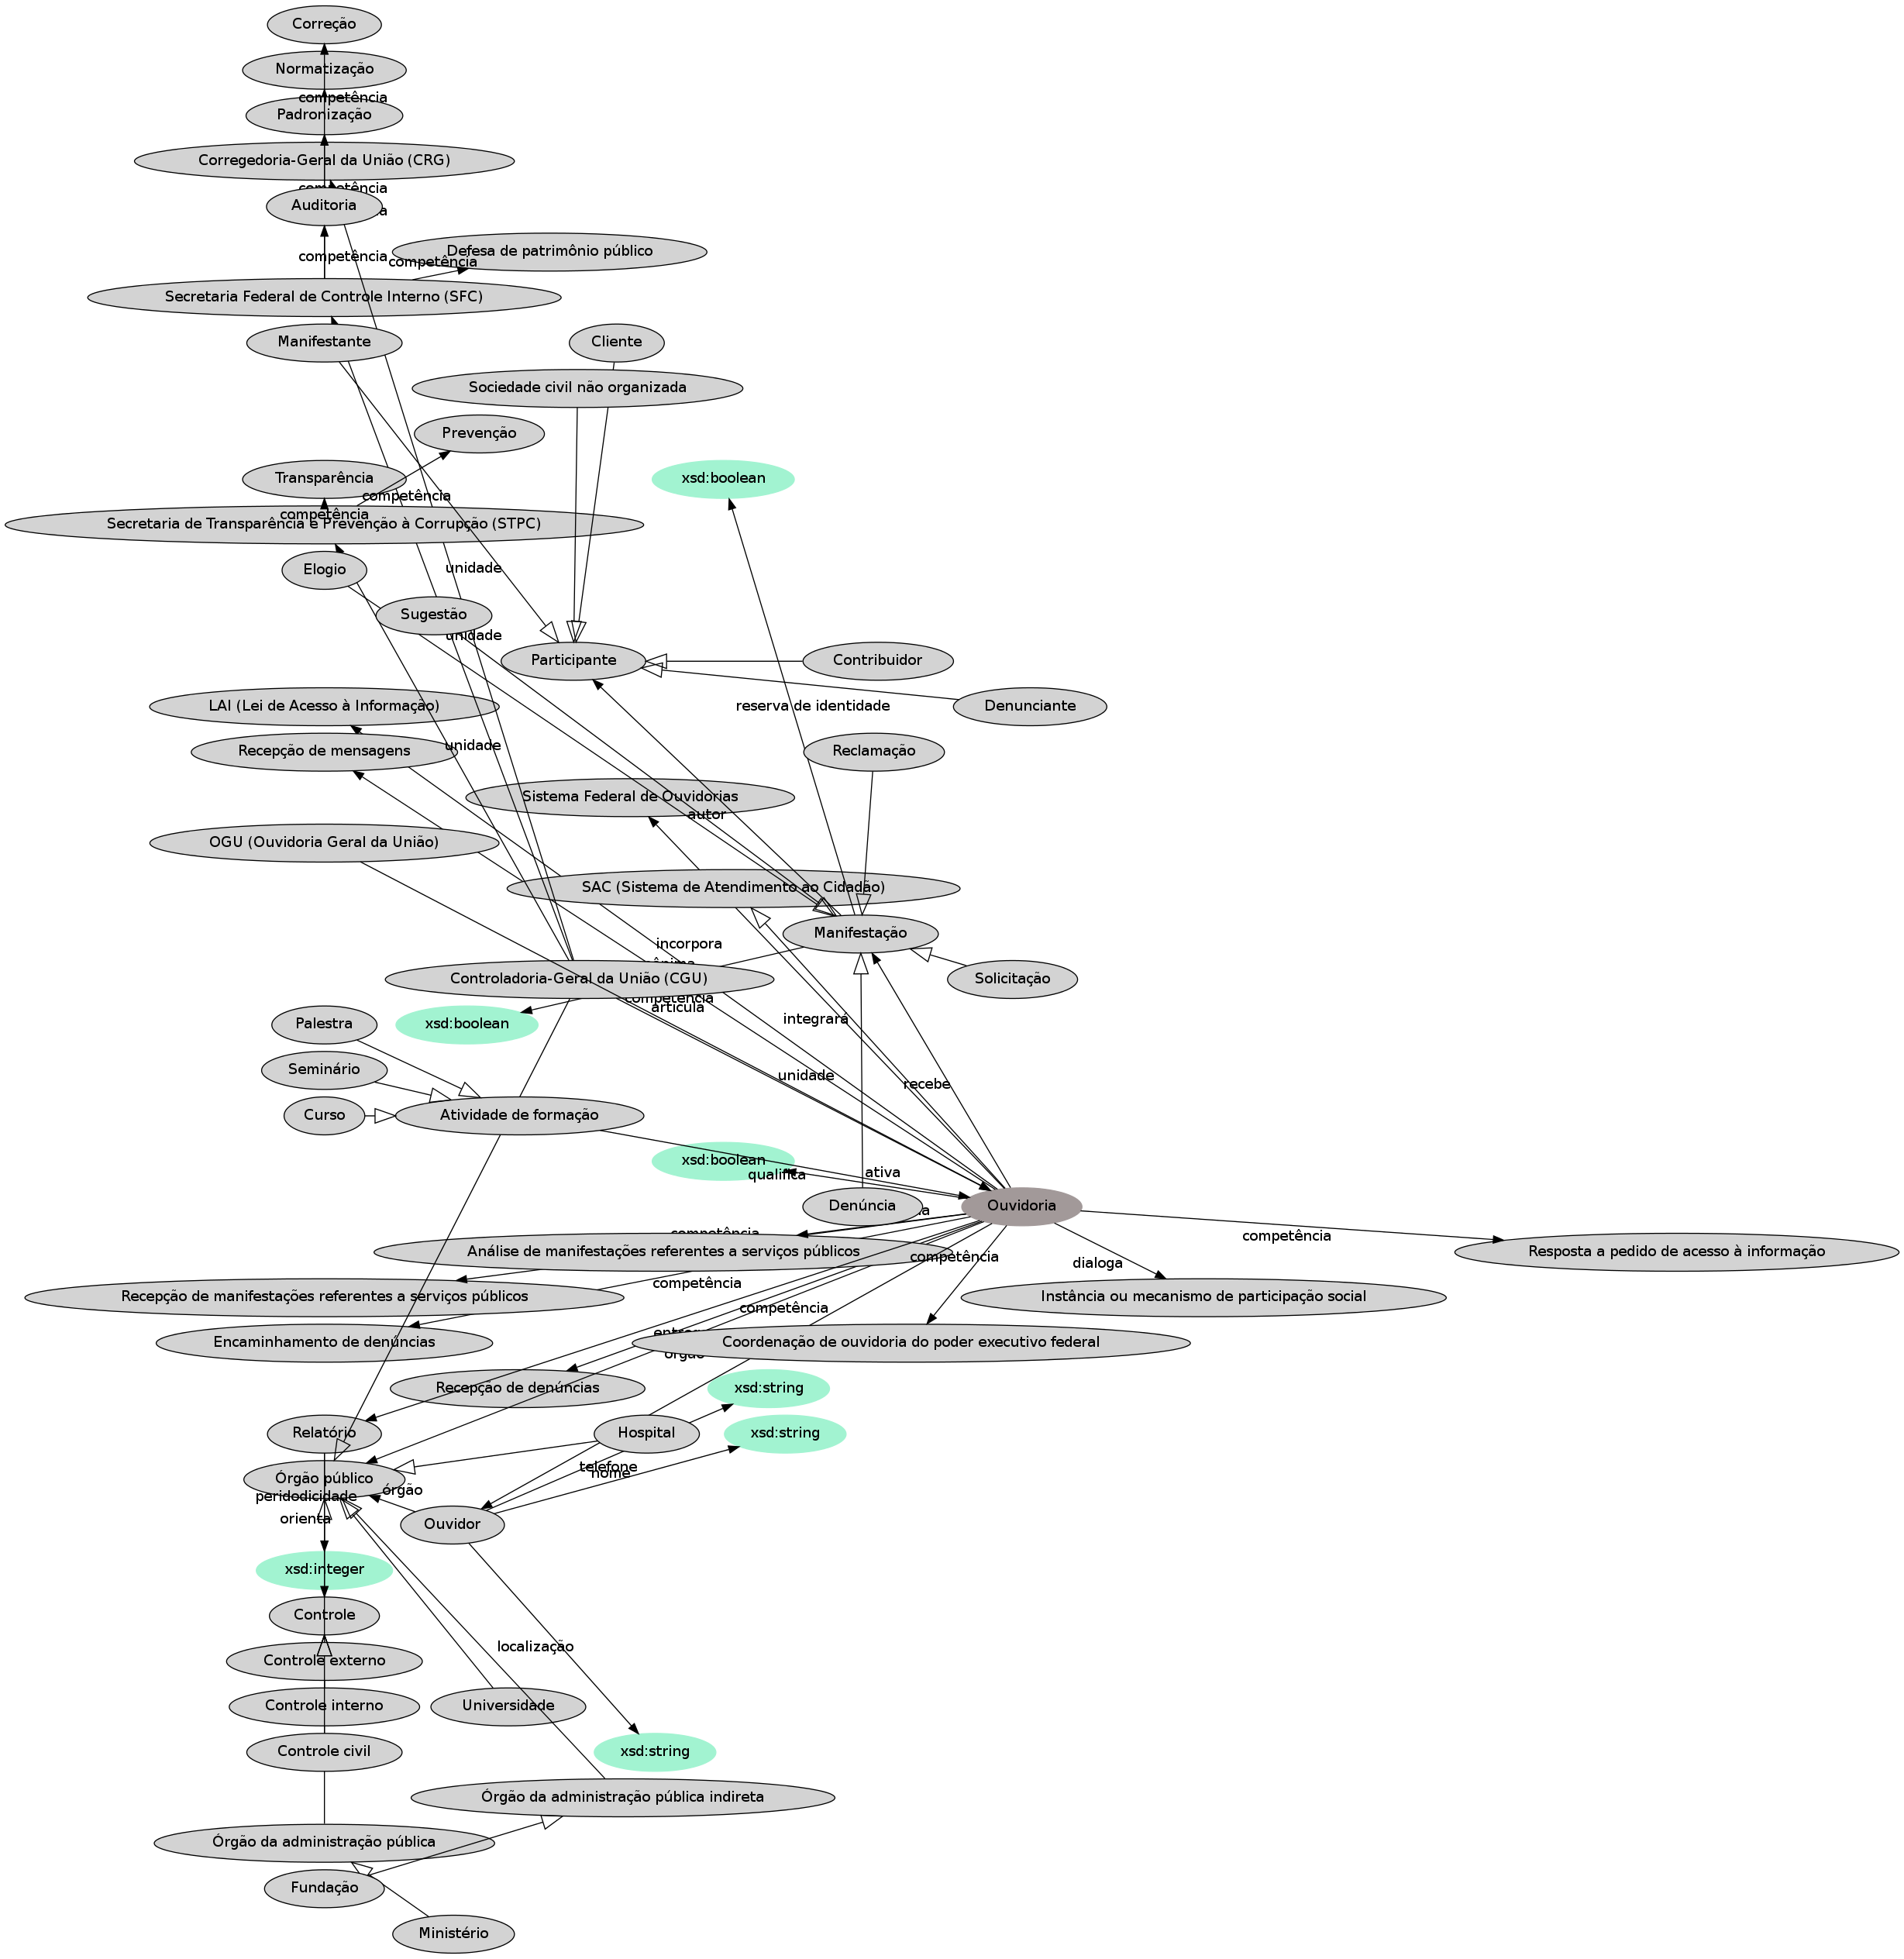 Correção
Normatização
competência
Padronização
Corregedoria-Geral da União (CRG)
competência
Auditoria
Defesa de patrimônio público
competência
competência
Secretaria Federal de Controle Interno (SFC)
Manifestante
Cliente
Sociedade civil não organizada
Prevenção
Transparência
xsd:boolean
competência
competência
Secretaria de Transparência e Prevenção à Corrupção (STPC)
Elogio
unidade
Sugestão
unidade
Participante
Contribuidor
LAI (Lei de Acesso à Informação)
reserva de identidade
Denunciante
unidade
Recepção de mensagens
Reclamação
Sistema Federal de Ouvidorias
autor
OGU (Ouvidoria Geral da União)
SAC (Sistema de Atendimento ao Cidadão)
Manifestação
incorpora
Controladoria-Geral da União (CGU)
Solicitação
competência
articula
integrará
Palestra
xsd:boolean
Seminário
unidade
recebe
Curso
Atividade de formação
xsd:boolean
qualifica
ativa
Denúncia
Ouvidoria
competência
Análise de manifestações referentes a serviços públicos
competência
competência
dialoga
Resposta a pedido de acesso à informação
competência
Recepção de manifestações referentes a serviços públicos
competência
Instância ou mecanismo de participação social
Encaminhamento de denúncias
Coordenação de ouvidoria do poder executivo federal
órgão
Recepção de denúncias
xsd:string
Relatório
Hospital
xsd:string
Órgão público
telefone
nome
peridodicidade
órgão
orienta
Ouvidor
xsd:integer
Controle
localização
Controle externo
Controle interno
Universidade
Controle civil
xsd:string
Órgão da administração pública indireta
Órgão da administração pública
Fundação
Ministério